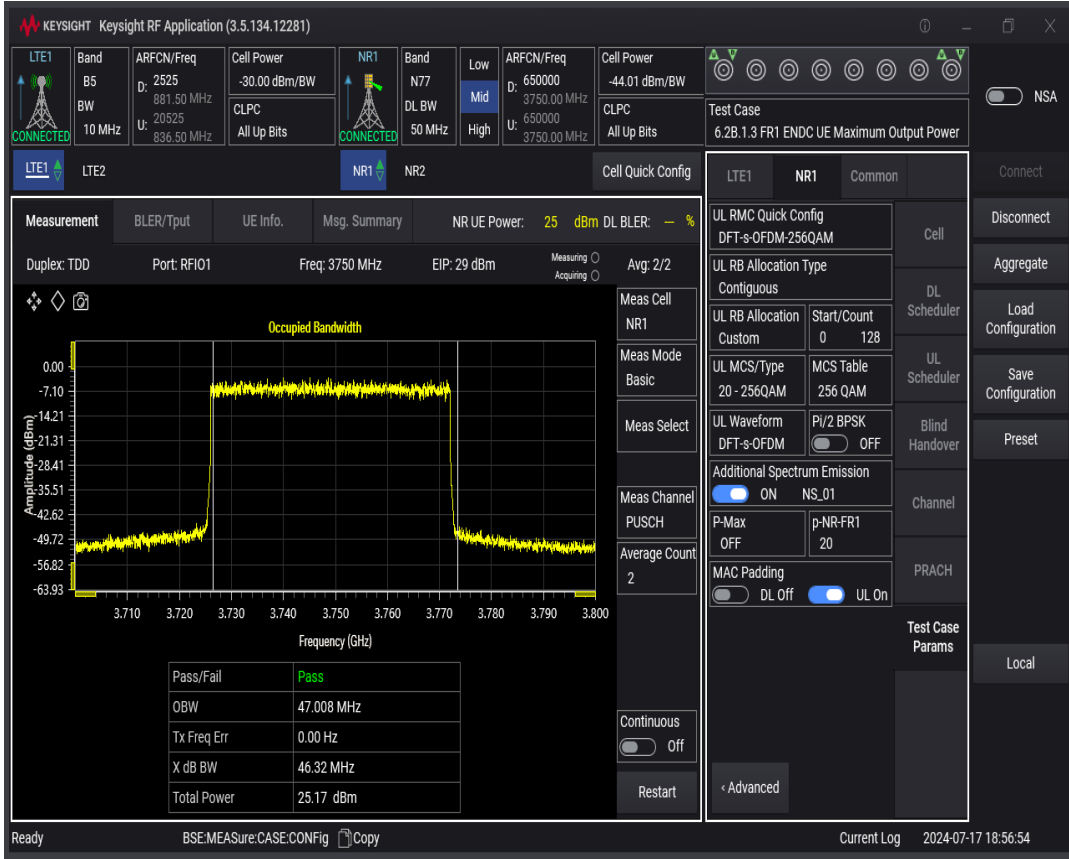 KEYSIGHT Keysight RF Application (3.5.134.12281)
LTE1 Band ARFCN/Freq Cell Power NR1 Band Low ARFCN/Freq Cell Power
B5 D: 2525 -30.00 dBm/BW N77 D: 650000 -44.01 dBm/BW
881.50 MHz 3750.00 MHz
BW CLPC DL BW Mid CLPC
10 MHz U: 20525 All Up Bits 50 MHz High U: 650000 All Up Bits
836.50 MHz 3750.00 MHz
CONNECTED CONNECTED
A V A V
Test Case
6.2B.1.3 FR1 ENDC UE Maximum Output Power
NSA
LTE1 LTE2 NR1 NR2 Cell Quick Config
Measurement BLER/Tput UE Info. Msg. Summary NR UE Power: 25 dBm DL BLER: — %
Duplex: TDD Port: RFIO1 Freq: 3750 MHz EIP: 29 dBm Measuring Avg: 2/2
Acquiring
Occupied Bandwidth
Amplitude (dBm)
0.00
-7.10
-14.21
-21.31
-28.41
-35.51
-42.62
-49.72
-56.82
-63.93
3.710 3.720 3.730 3.740 3.750 3.760 3.770 3.780 3.790 3.800
Frequency (GHz)
Pass/Fail Pass
OBW 47.008 MHz
Tx Freq Err 0.00 Hz
X dB BW 46.32 MHz
Total Power 25.17 dBm
Meas Cell
NR1
Meas Mode
Basic
Meas Select
Meas Channel
PUSCH
Average Count
2
Continuous
Off
Restart
LTE1 NR1 Common
UL RMC Quick Config
DFT-s-OFDM-256QAM
UL RB Allocation Type
Contiguous
UL RB Allocation Start/Count
Custom 0 128
UL MCS/Type MCS Table
20 - 256QAM 256 QAM
UL Waveform Pi/2 BPSK
DFT-s-OFDM OFF
Additional Spectrum Emission
ON NS_01
P-Max p-NR-FR1
OFF 20
MAC Padding
DL Off UL On
‹ Advanced
Cell
DL
Scheduler
UL
Scheduler
Blind
Handover
Channel
PRACH
Test Case
Params
Connect
Disconnect
Aggregate
Load
Configuration
Save
Configuration
Preset
Local
Ready BSE:MEASure:CASE:CONFig Copy Current Log 2024-07-17 18:56:54